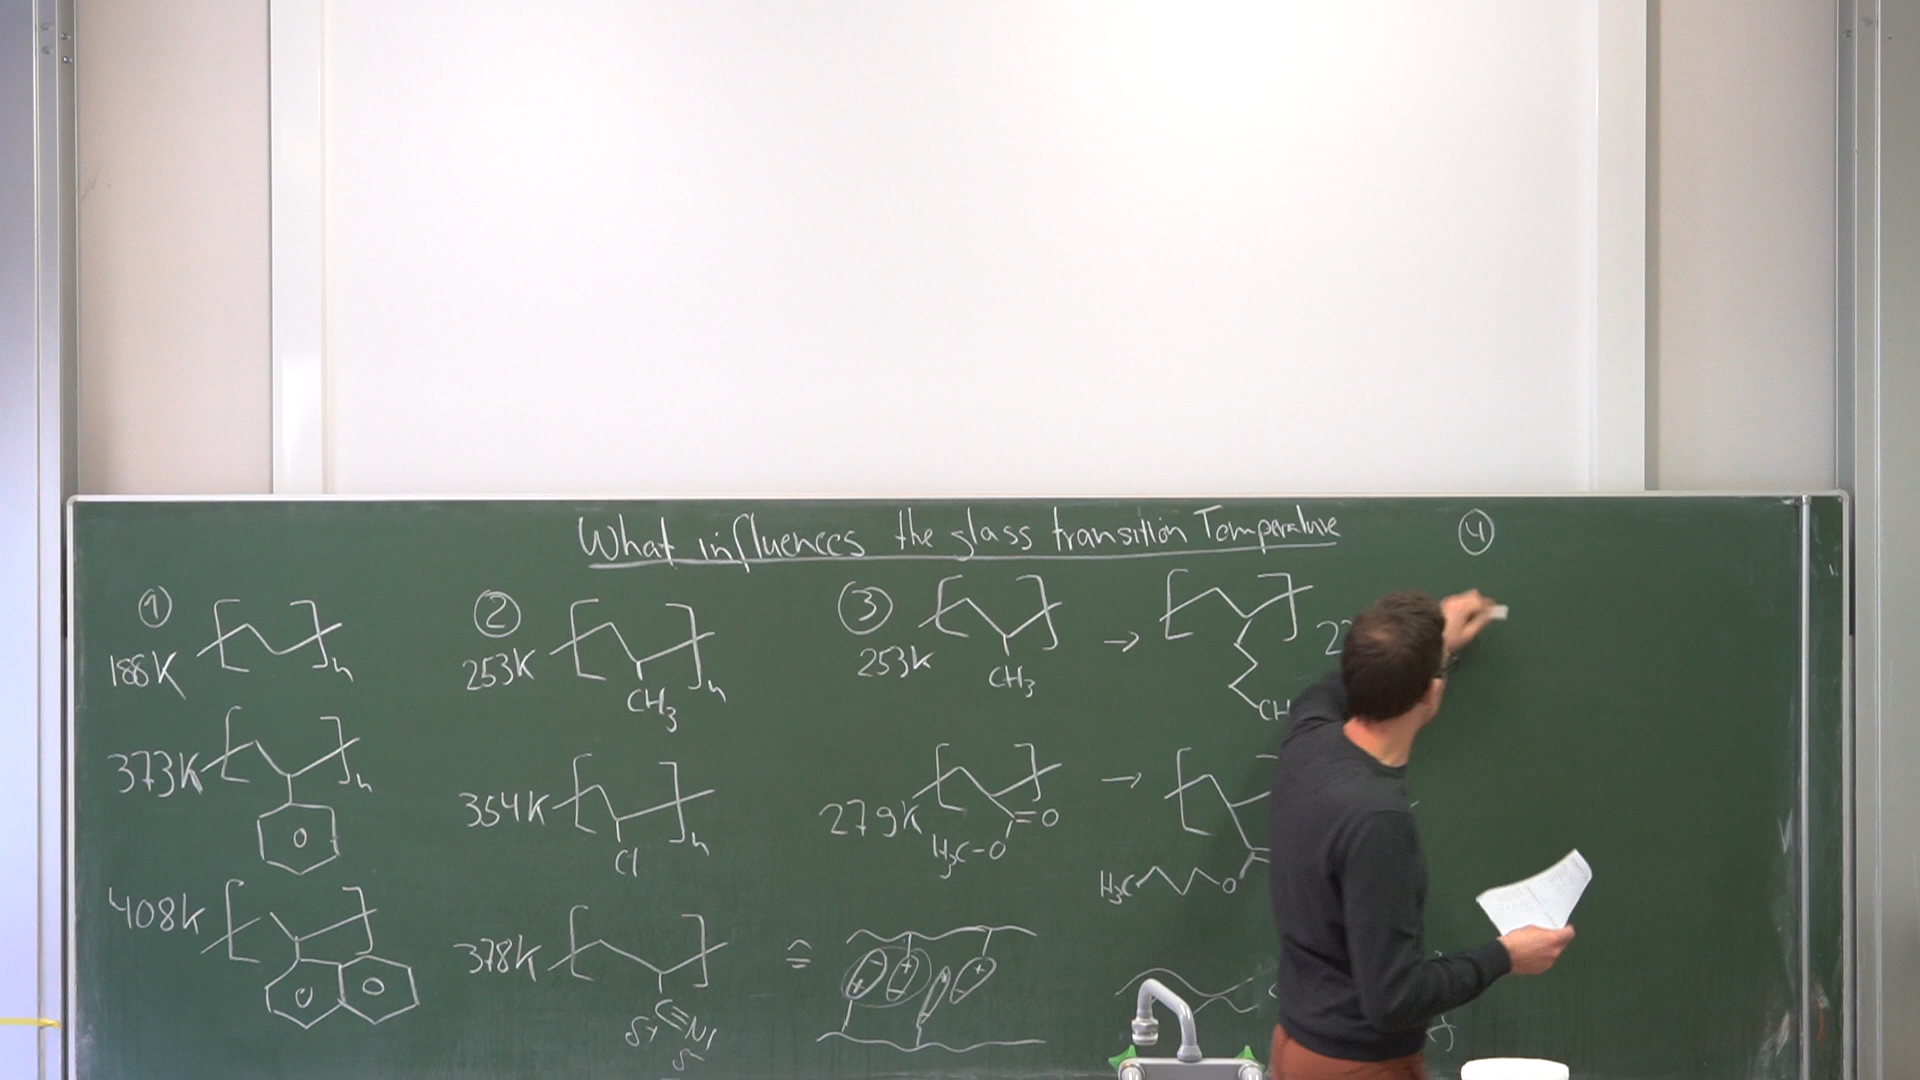 What influences the glass transition Temperature
①
188K
n
373K
n
408K
②
253K
CH3
n
354K
Cl
n
378K
C≡N
δ+
δ-
≙
③
253K
CH3
→
279K
=O
H3C-O
→
H3C
O
④